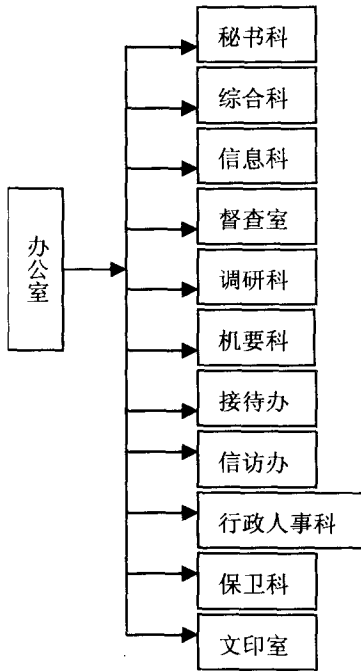 办公室
秘书科
综合科
信息科
督查室
调研科
机要科
接待办
信访办
行政人事科
保卫科
文印室